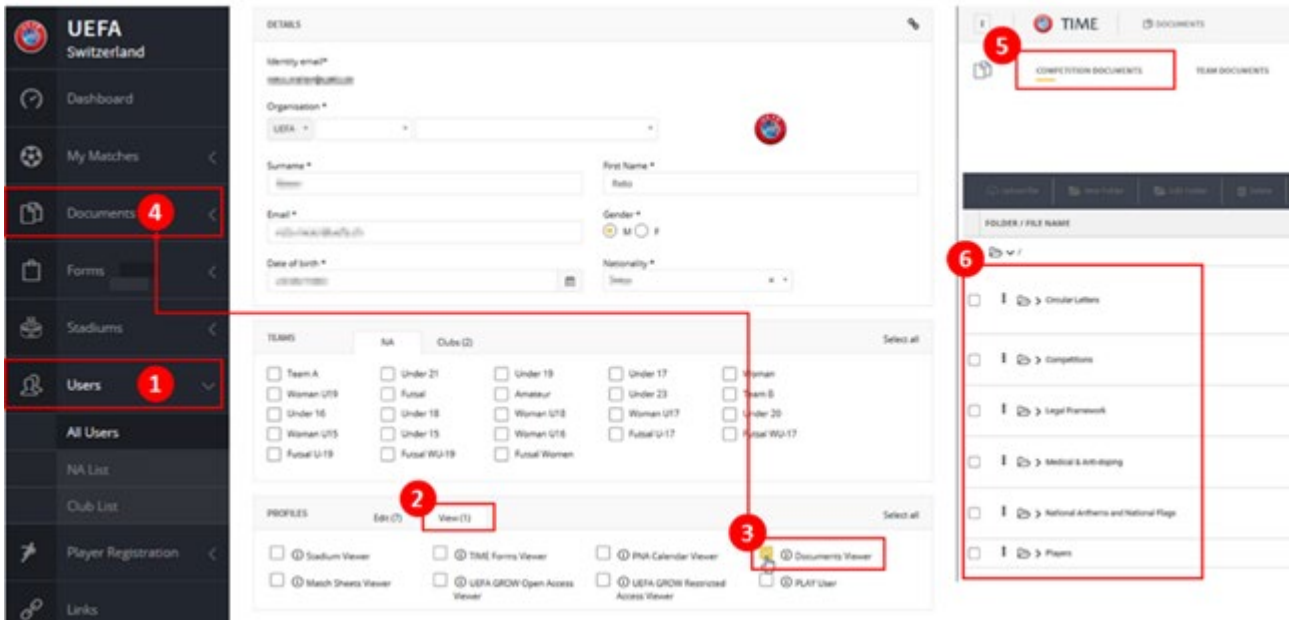 UEFA
Switzerland
Dashboard
My Matches
Documents 4
Forms
Stadiums
Users 1
All Users
NA List
Club List
Player Registration
Links
DETAILS
Identity email*
Organisation *
UEFA
Surname *
First Name *
Email *
Gender *
M F
Date of birth *
Nationality *
TEAMS NA Clubs (2) Select all
Team A Under 21 Under 19 Under 17 Woman
Woman U19 Futsal Amateur Under 23 Team B
Under 16 Under 18 Woman U18 Woman U17 Under 20
Woman U15 Under 15 Woman U16 Futsal U-17 Futsal WU-17
Futsal U-19 Futsal WU-19 Futsal Women
2
PROFILES Edit (7) View (1) Select all
3
Stadium Viewer TIME Forms Viewer PNA Calendar Viewer Documents Viewer
Match Sheets Viewer UEFA GROW Open Access Viewer UEFA GROW Restricted Access Viewer PLAY User
TIME DOCUMENTS
5
COMPETITION DOCUMENTS TEAM DOCUMENTS
New Folder Edit Folder Delete
FOLDER / FILE NAME
6
/
Circular Letters
Competitions
Legal Framework
Medical & Anti-doping
National Anthems and National Flags
Players